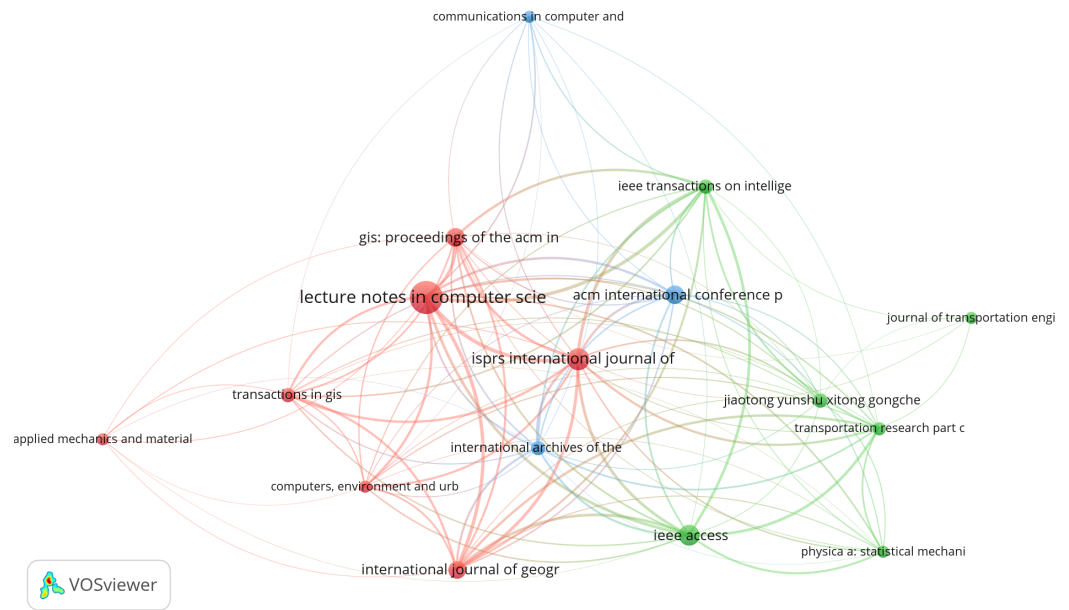 communications in computer and
ieee transactions on intellige
gis: proceedings of the acm in
lecture notes in computer scie
acm international conference p
journal of transportation engi
isprs international journal of
transactions in gis
jiaotong yunshu xitong gongche
transportation research part c
applied mechanics and material
international archives of the
computers, environment and urb
ieee access
physica a: statistical mechani
international journal of geogr
VOSviewer